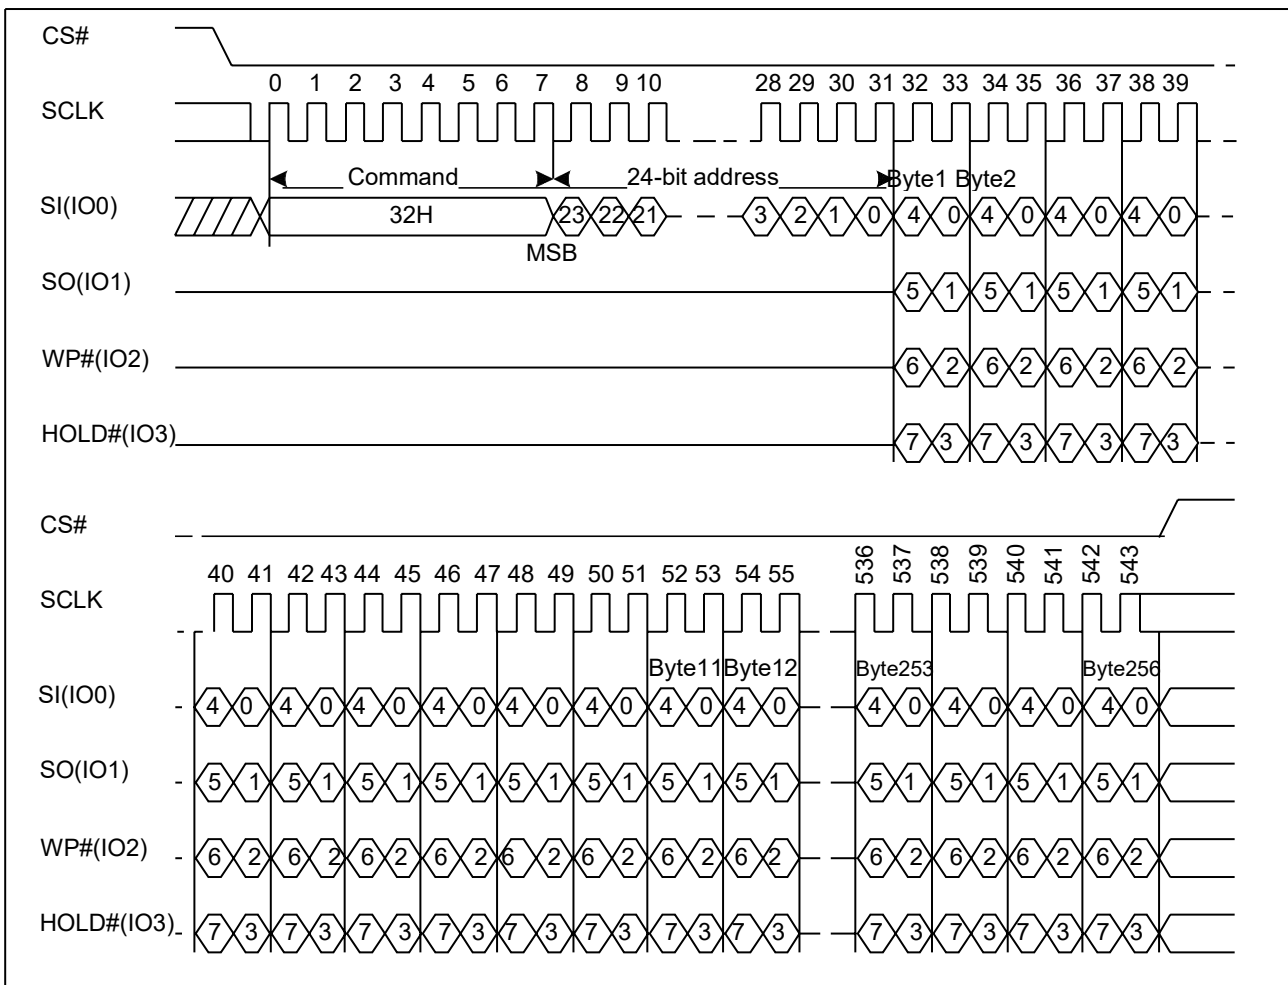 CS#
0 1 2 3 4 5 6 7 8 9 10 28 29 30 31 32 33 34 35 36 37 38 39
SCLK
Command 24-bit address Byte1 Byte2
SI(IO0) 32H 23 22 21 3 2 1 0 4 0 4 0 4 0 4 0
MSB
SO(IO1) 5 1 5 1 5 1 5 1
WP#(IO2) 6 2 6 2 6 2 6 2
HOLD#(IO3) 7 3 7 3 7 3 7 3
CS#
40 41 42 43 44 45 46 47 48 49 50 51 52 53 54 55 536 537 538 539 540 541 542 543
SCLK
Byte11 Byte12 Byte253 Byte256
SI(IO0) 4 0 4 0 4 0 4 0 4 0 4 0 4 0 4 0 4 0 4 0 4 0 4 0
SO(IO1) 5 1 5 1 5 1 5 1 5 1 5 1 5 1 5 1 5 1 5 1 5 1 5 1
WP#(IO2) 6 2 6 2 6 2 6 2 6 2 6 2 6 2 6 2 6 2 6 2 6 2 6 2
HOLD#(IO3) 7 3 7 3 7 3 7 3 7 3 7 3 7 3 7 3 7 3 7 3 7 3 7 3